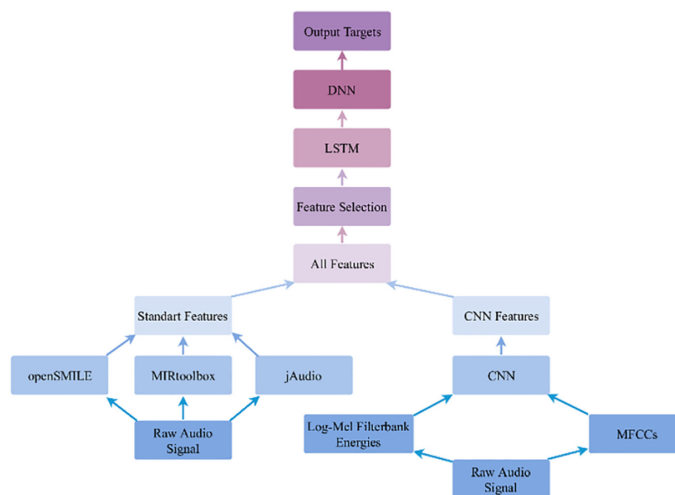 Output Targets
DNN
LSTM
Feature Selection
All Features
Standart Features
CNN Features
openSMILE
MIRtoolbox
jAudio
CNN
Raw Audio
Signal
Log-Mel Filterbank
Energies
MFCCs
Raw Audio
Signal